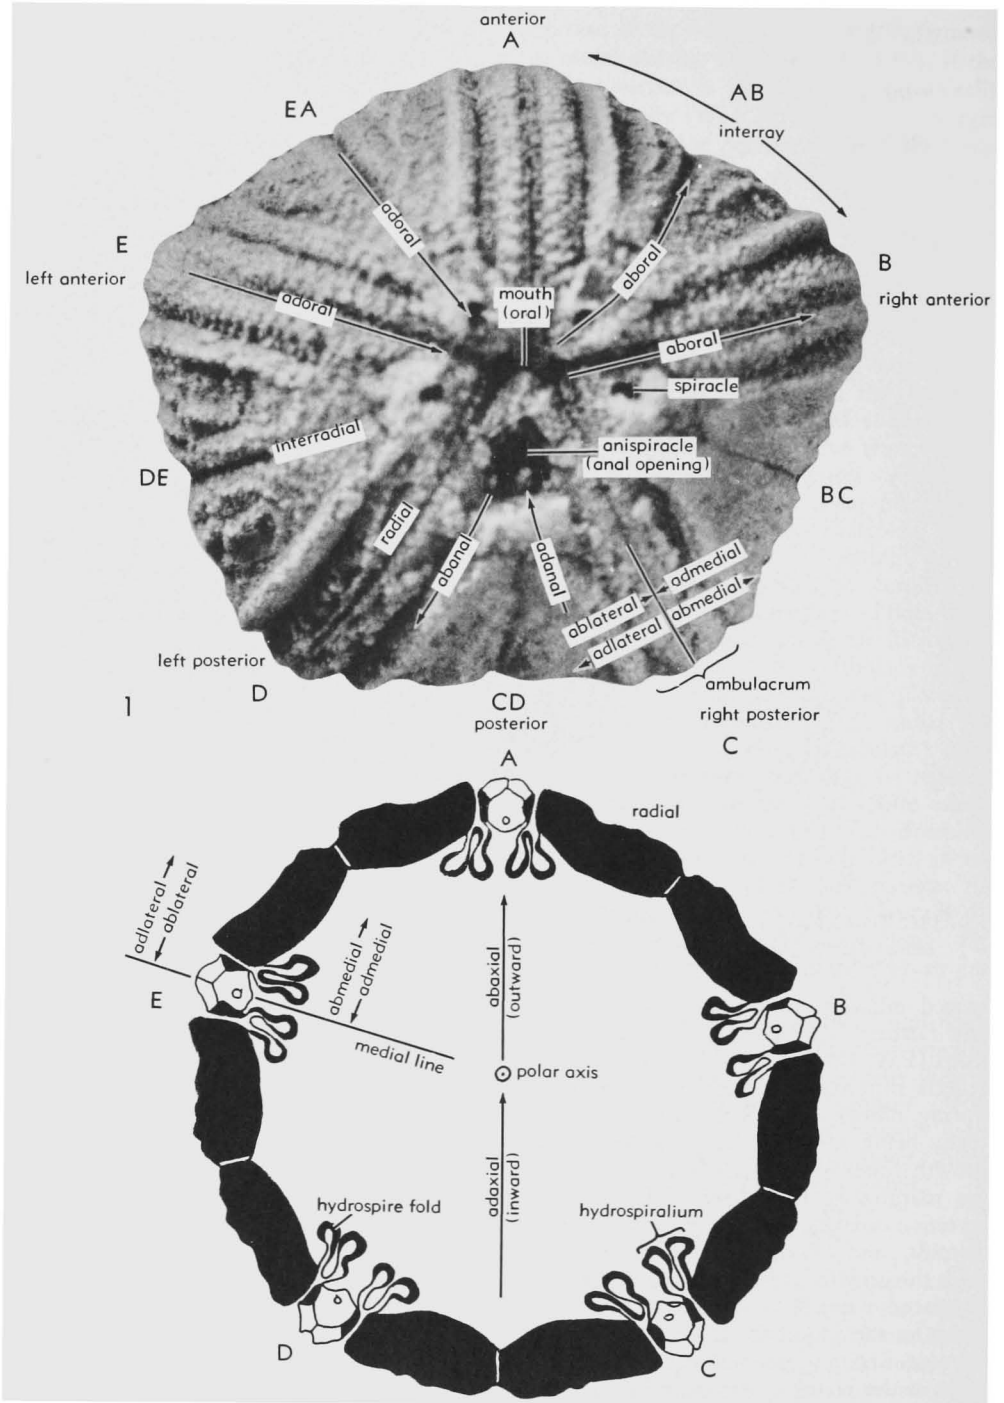 anterior
A
EA
AB
interray
adoral
E
left anterior
adoral
mouth
(oral)
aboral
B
right anterior
aboral
spiracle
interradial
anispiracle
(anal opening)
DE
BC
radial
abanal
adanal
admedial
ablateral
abmedial
adlateral
left posterior
D
ambulacrum
1
CD
posterior
right posterior
C
A
radial
adlateral
ablateral
abmedial
admedial
abaxial
(outward)
E
B
medial line
polar axis
adaxial
(inward)
hydrospire fold
hydrospiralium
D
C